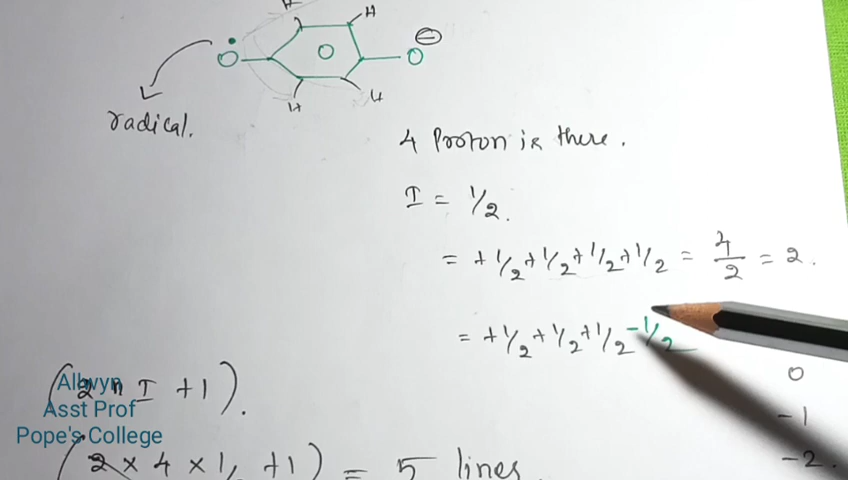 H H
O • O ⊖
H H
radical.
4 Proton is there.
I = 1/2.
= +1/2+1/2+1/2+1/2 = 4/2 = 2.
= +1/2+1/2+1/2-1/2
0
(2nI+1).
-1
(2×4×1/2+1) = 5 lines.
-2.
Allwyn
Asst Prof
Pope's College